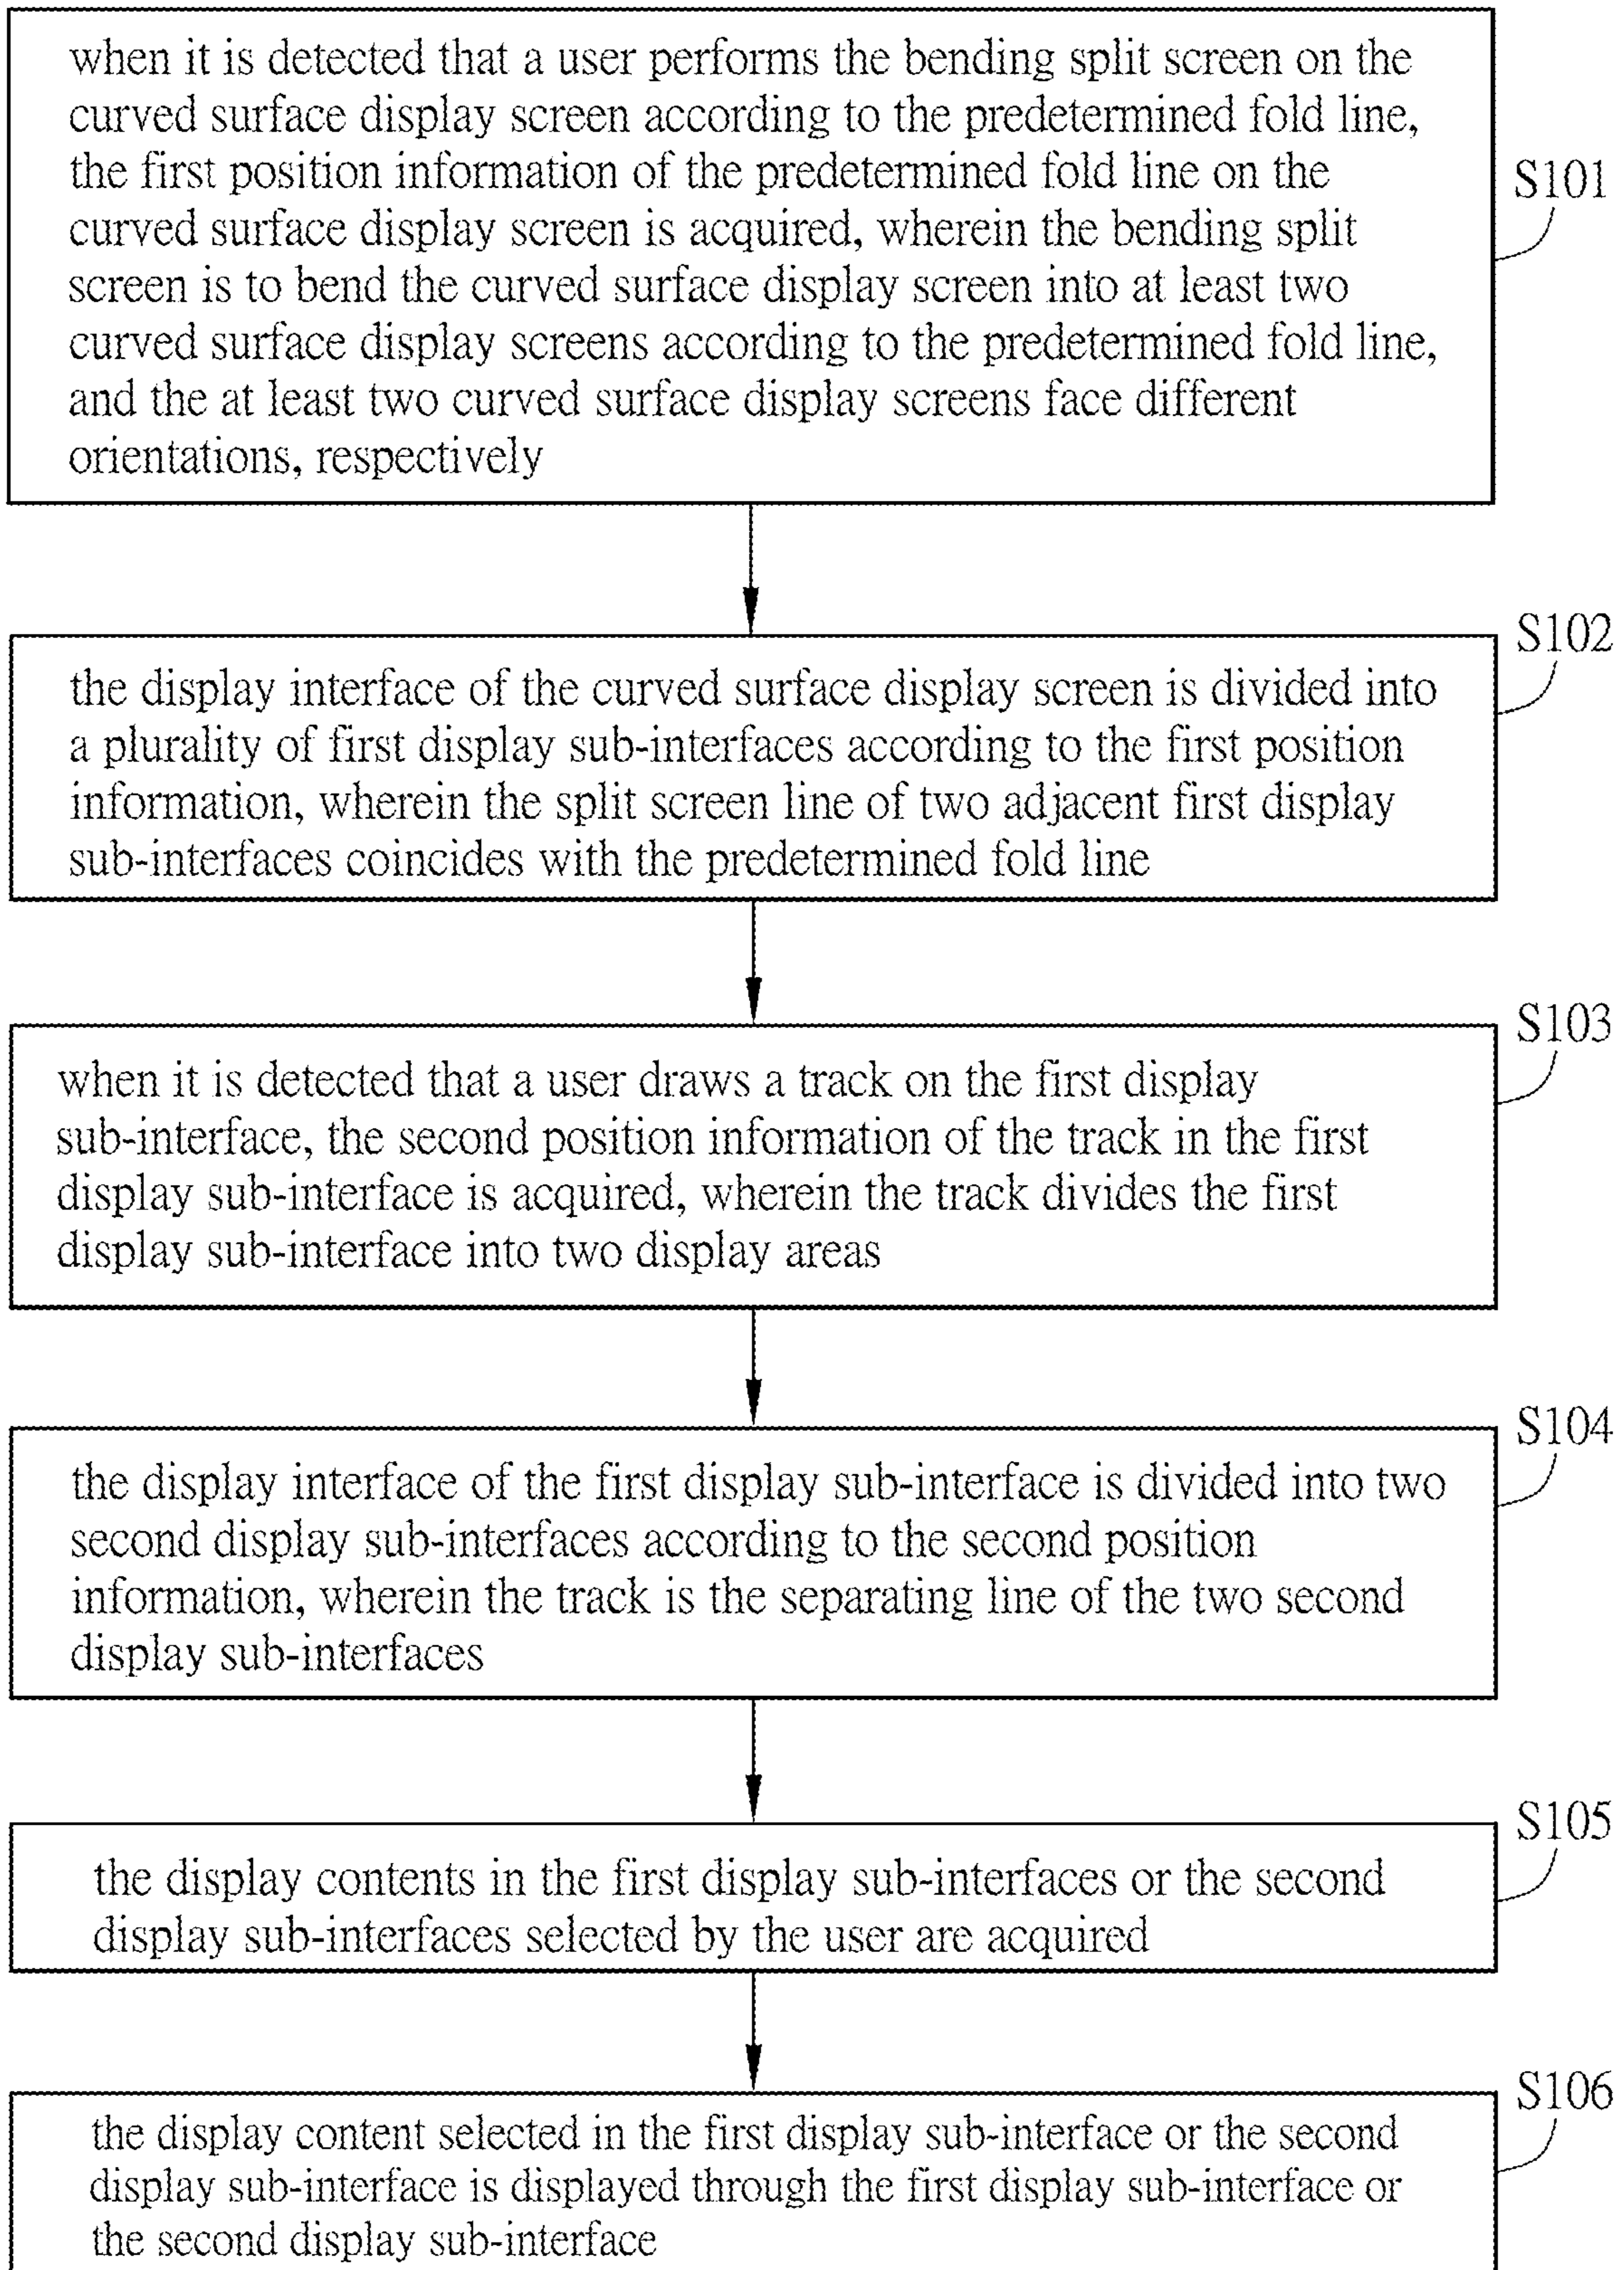 when it is detected that a user performs the bending split screen on the
curved surface display screen according to the predetermined fold line,
the first position information of the predetermined fold line on the
curved surface display screen is acquired, wherein the bending split
screen is to bend the curved surface display screen into at least two
curved surface display screens according to the predetermined fold line,
and the at least two curved surface display screens face different
orientations, respectively
S101
S102
the display interface of the curved surface display screen is divided into
a plurality of first display sub-interfaces according to the first position
information, wherein the split screen line of two adjacent first display
sub-interfaces coincides with the predetermined fold line
S103
when it is detected that a user draws a track on the first display
sub-interface, the second position information of the track in the first
display sub-interface is acquired, wherein the track divides the first
display sub-interface into two display areas
S104
the display interface of the first display sub-interface is divided into two
second display sub-interfaces according to the second position
information, wherein the track is the separating line of the two second
display sub-interfaces
S105
the display contents in the first display sub-interfaces or the second
display sub-interfaces selected by the user are acquired
S106
the display content selected in the first display sub-interface or the second
display sub-interface is displayed through the first display sub-interface or
the second display sub-interface